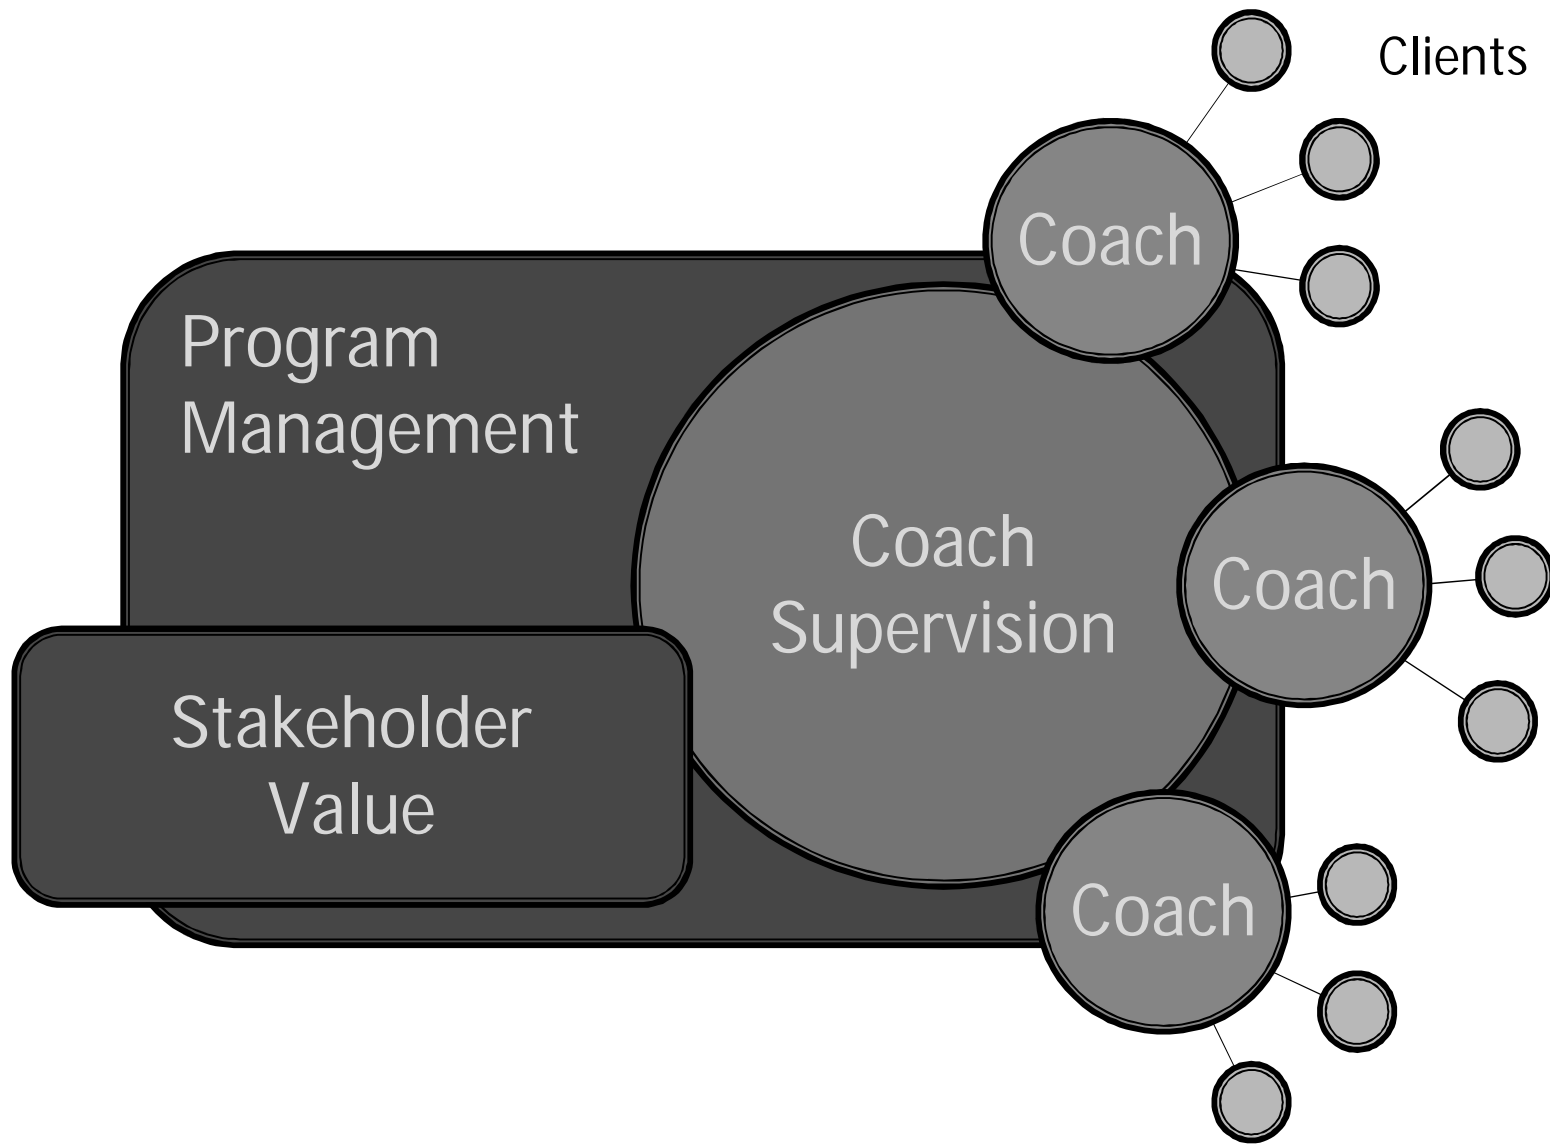 Clients
Coach
Program
Management
Coach
Supervision
Coach
Stakeholder
Value
Coach